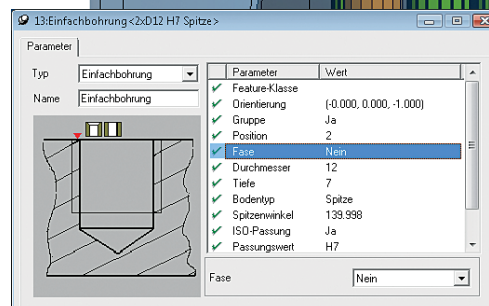 13:Einfachbohrung<2xD12 H7 Spitze>
Parameter
Typ Einfachbohrung
Name Einfachbohrung
Parameter Wert
Feature-Klasse
Orientierung (-0.000, 0.000, -1.000)
Gruppe Ja
Position 2
Fase Nein
Durchmesser 12
Tiefe 7
Bodentyp Spitze
Spitzenwinkel 139.998
ISO-Passung Ja
Passungswert H7
Fase Nein